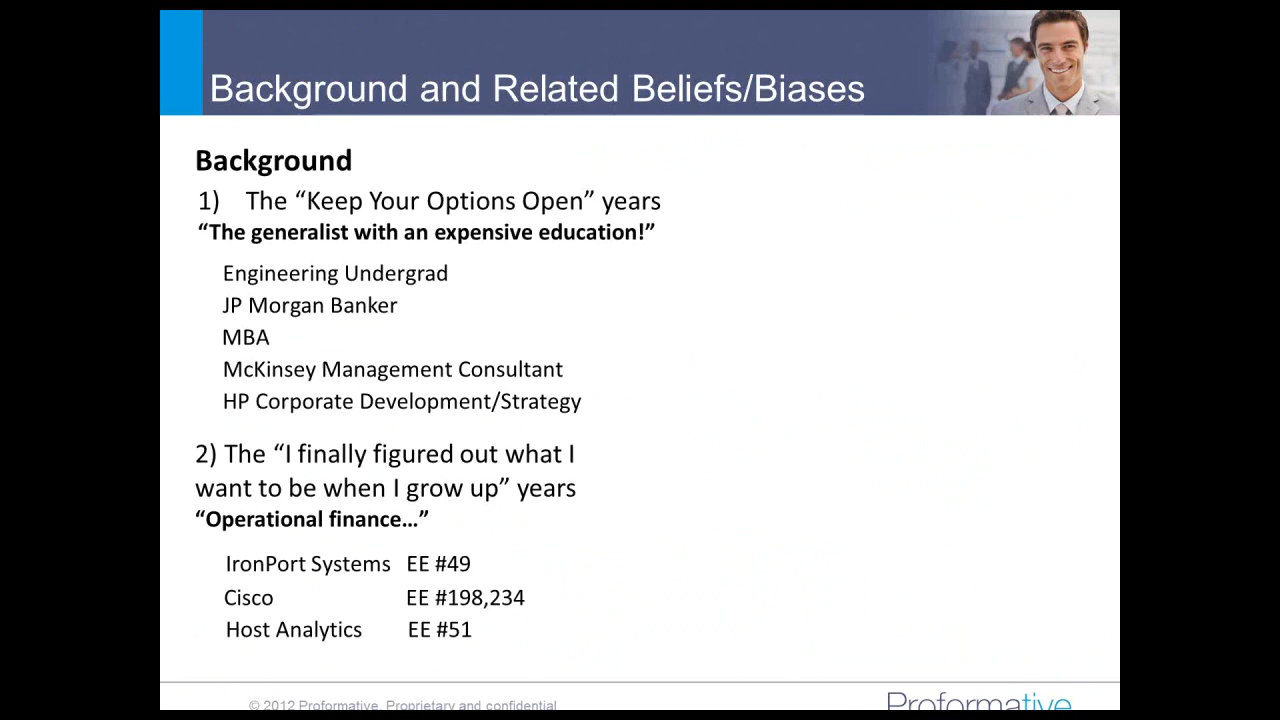 Background and Related Beliefs/Biases
Background
1) The “Keep Your Options Open” years
“The generalist with an expensive education!”
Engineering Undergrad
JP Morgan Banker
MBA
McKinsey Management Consultant
HP Corporate Development/Strategy
2) The “I finally figured out what I
want to be when I grow up” years
“Operational finance…”
IronPort Systems EE #49
Cisco EE #198,234
Host Analytics EE #51
© 2012 Proformative. Proprietary and confidential
Proformative